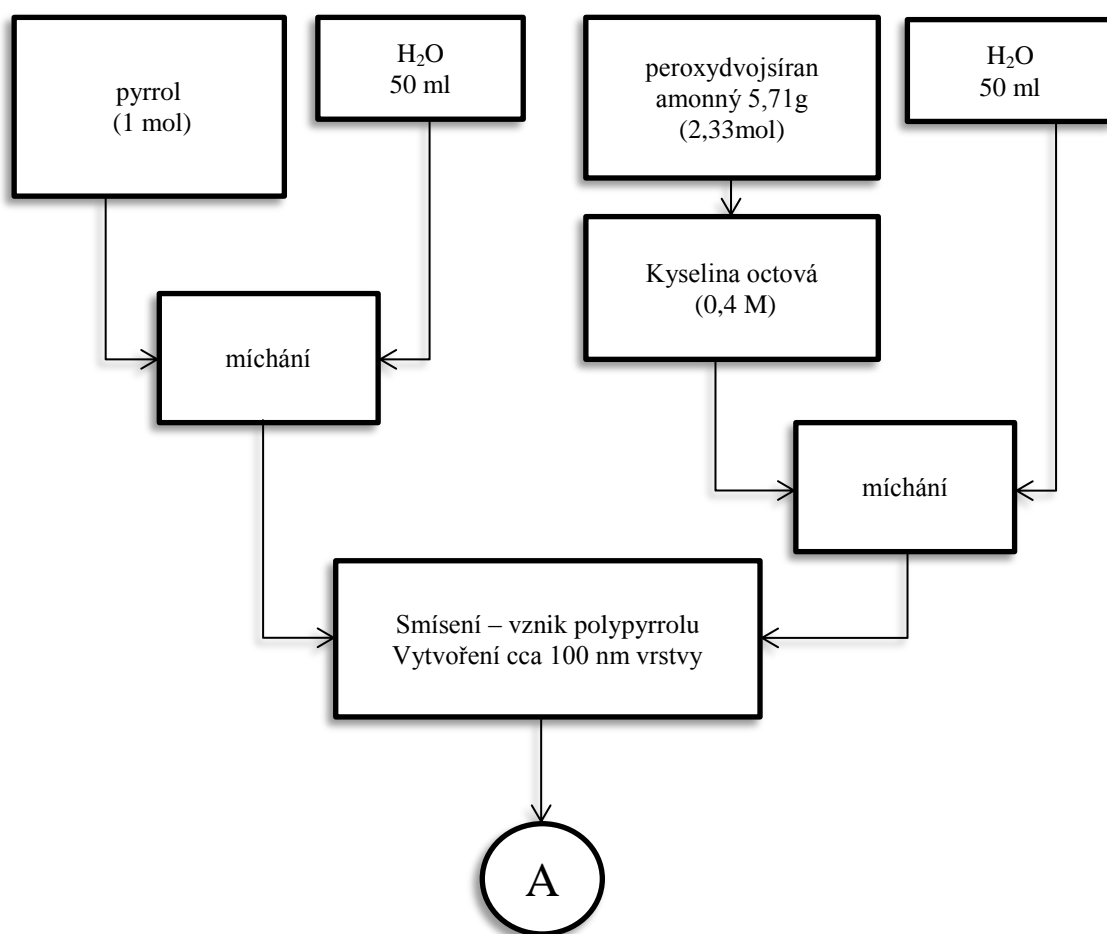 pyrrol
(1 mol)
H₂O
50 ml
peroxydvojsíran
amonný 5,71g
(2,33mol)
H₂O
50 ml
Kyselina octová
(0,4 M)
míchání
míchání
Smísení – vznik polypyrrolu
Vytvoření cca 100 nm vrstvy
A